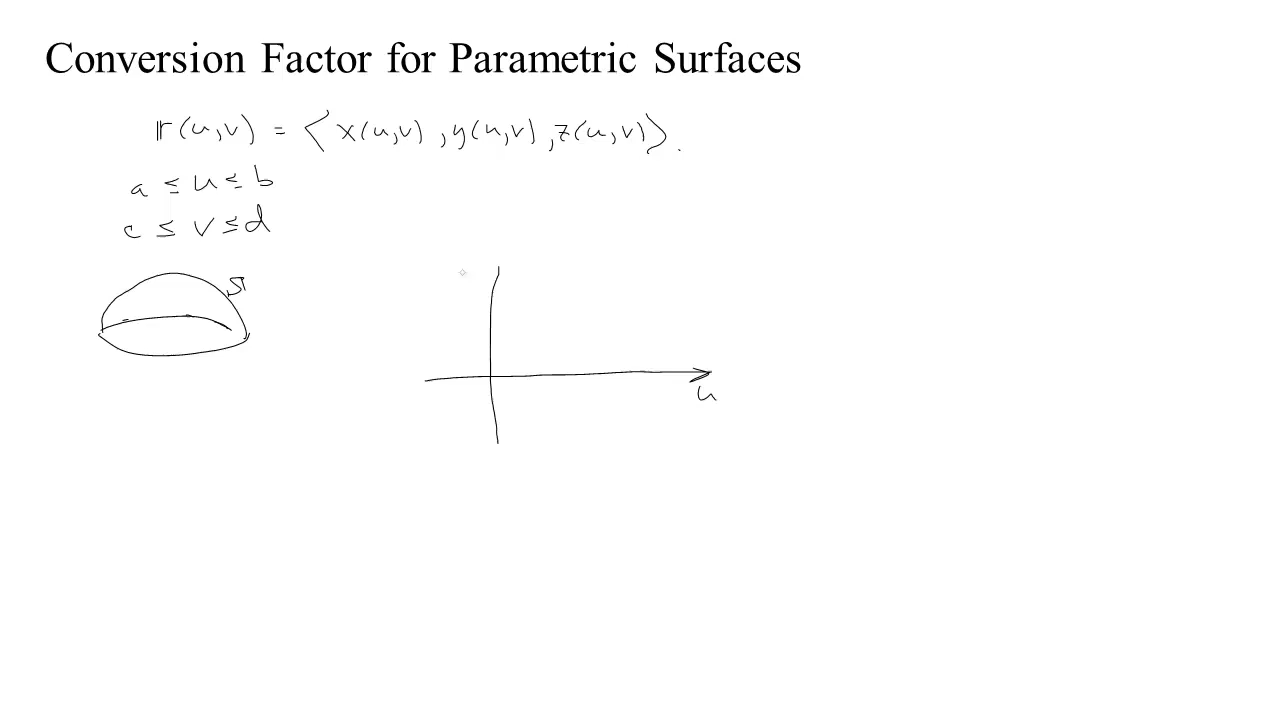 Conversion Factor for Parametric Surfaces
𝕣(u,v) = ⟨x(u,v), y(u,v), z(u,v)⟩.
a ≤ u ≤ b
c ≤ v ≤ d
S
u